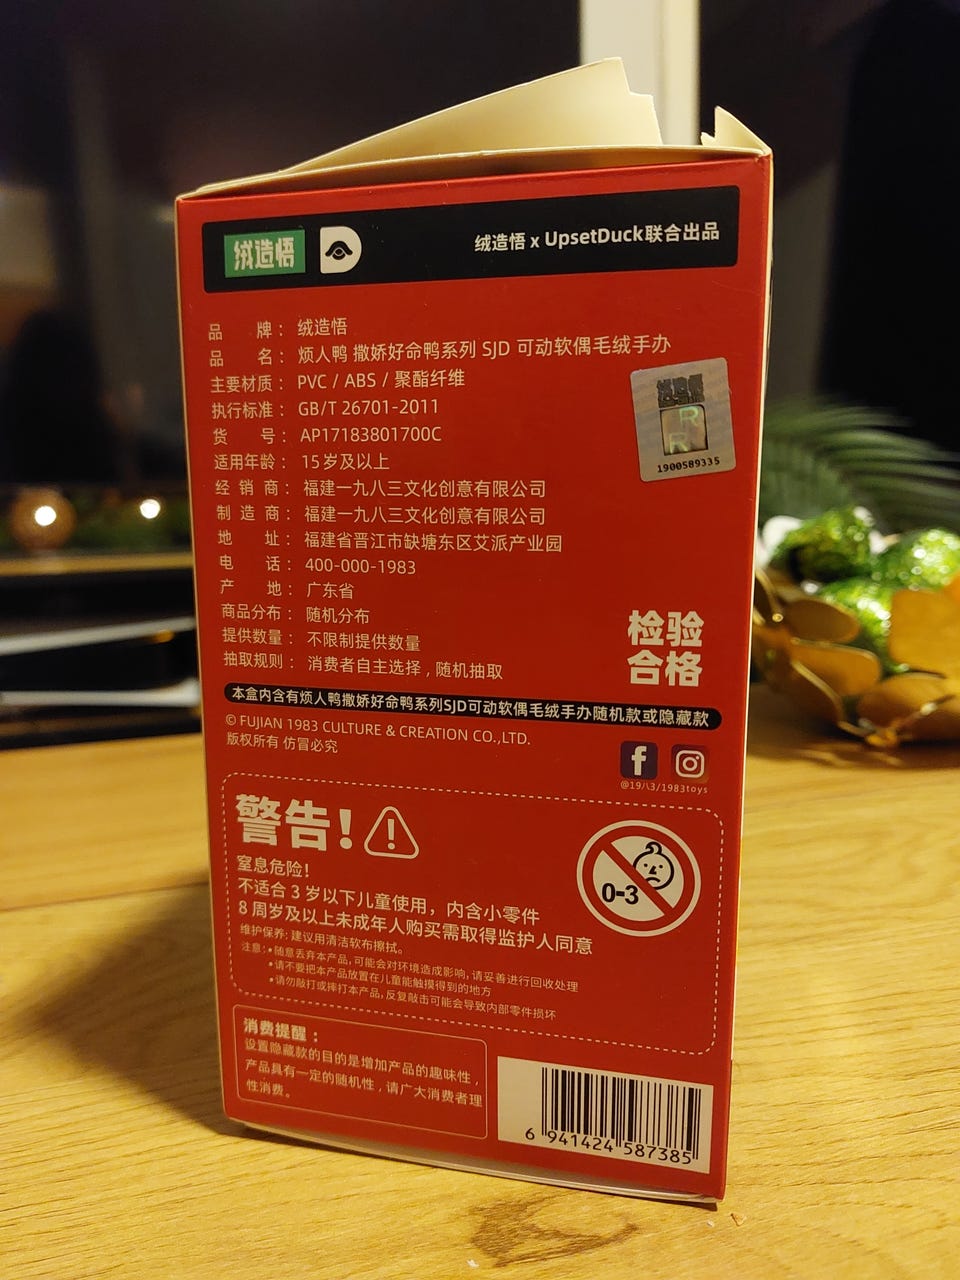 绒造悟
绒造悟 x UpsetDuck联合出品
品 牌：绒造悟
品 名：烦人鸭 撒娇好命鸭系列 SJD 可动软偶毛绒手办
主要材质：PVC / ABS / 聚酯纤维
执行标准：GB/T 26701-2011
货 号：AP17183801700C
适用年龄：15岁及以上
经 销 商：福建一九八三文化创意有限公司
制 造 商：福建一九八三文化创意有限公司
地 址：福建省晋江市缺塘东区艾派产业园
电 话：400-000-1983
产 地：广东省
商品分布：随机分布
提供数量：不限制提供数量
抽取规则：消费者自主选择，随机抽取
绒造悟
R
R
1900589335
检验
合格
本盒内含有烦人鸭撒娇好命鸭系列SJD可动软偶毛绒手办随机款或隐藏款
© FUJIAN 1983 CULTURE & CREATION CO.,LTD.
版权所有 仿冒必究
@19八3/1983toys
警告！
窒息危险！
不适合 3 岁以下儿童使用，内含小零件
8 周岁及以上未成年人购买需取得监护人同意
维护保养: 建议用清洁软布擦拭。
注意:•随意丢弃本产品,可能会对环境造成影响,请妥善进行回收处理
•请不要把本产品放置在儿童能触摸得到的地方
•请勿敲打或摔打本产品,反复敲击可能会导致内部零件损坏
0-3
消费提醒：
设置隐藏款的目的是增加产品的趣味性，
产品具有一定的随机性，请广大消费者理
性消费。
6 941424 587385